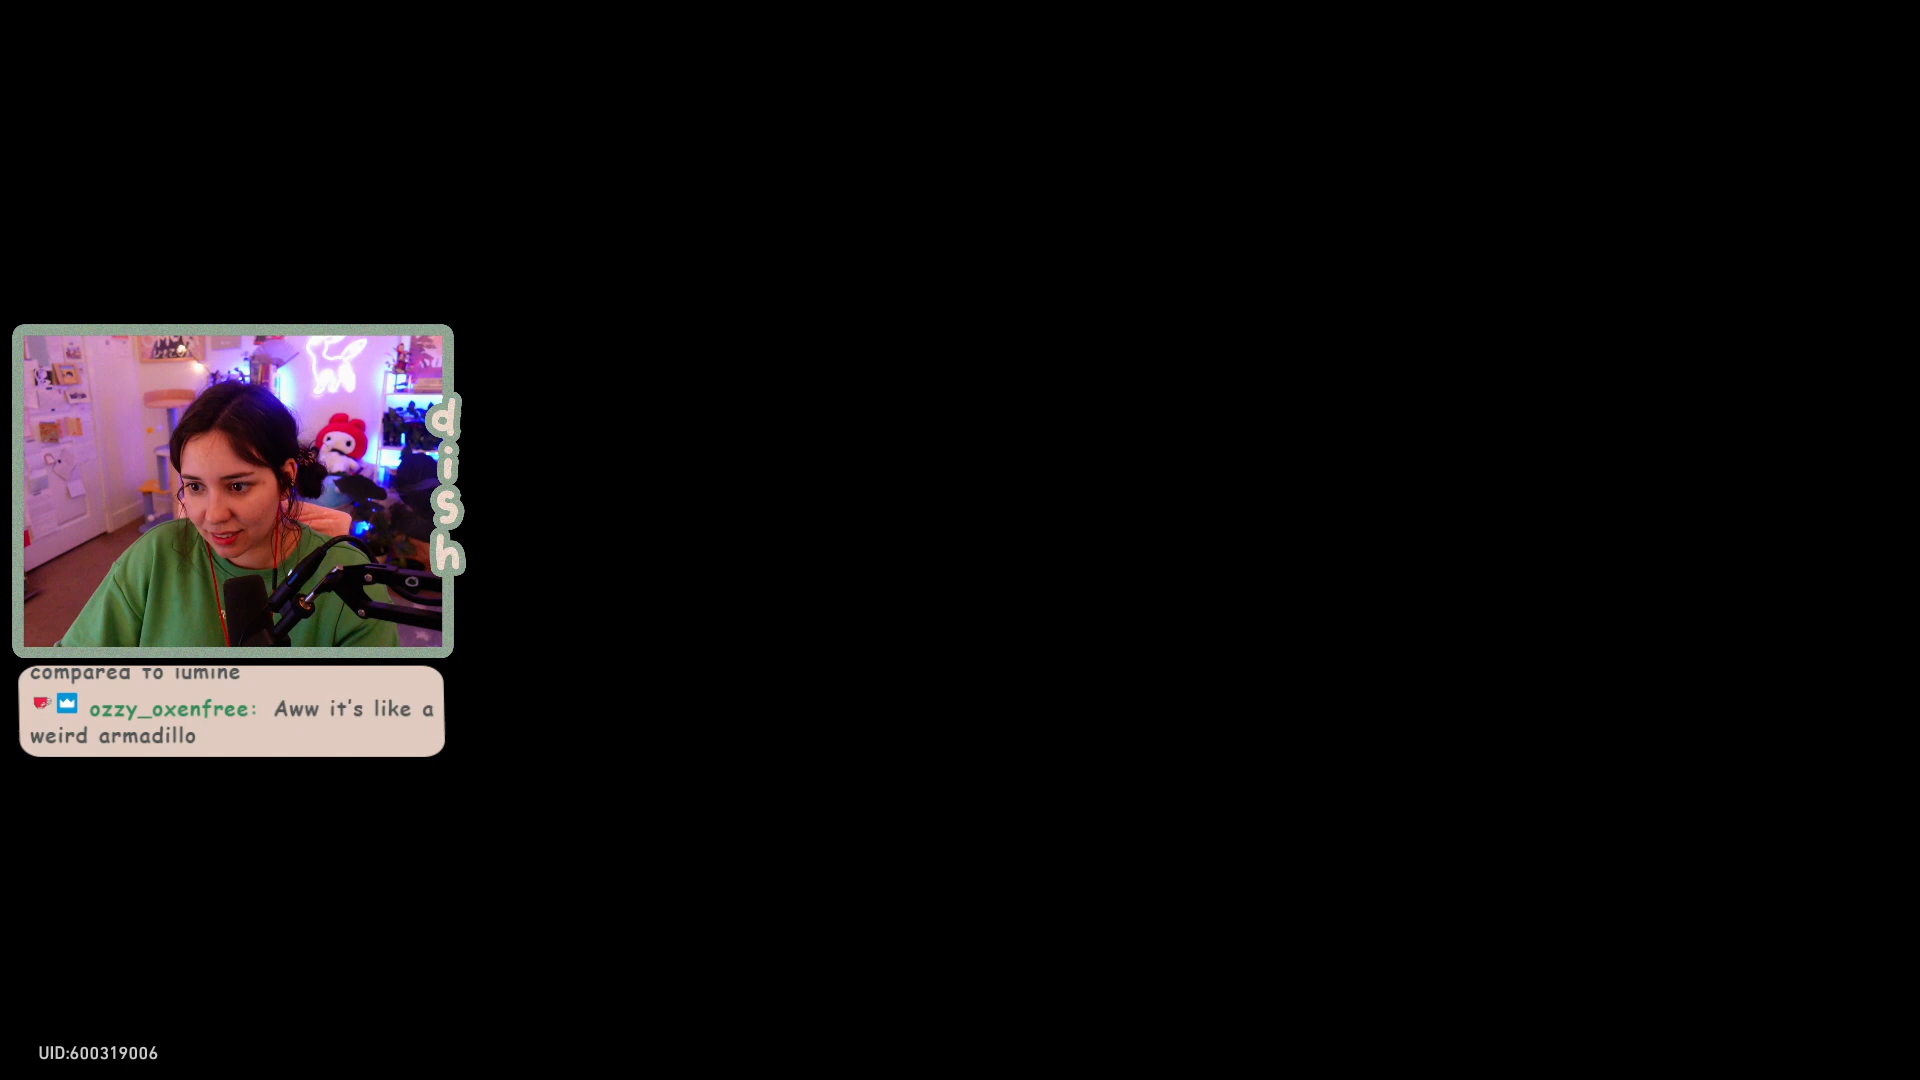 dish
compared to lumine
ozzy_oxenfree: Aww it's like a
weird armadillo
UID:600319006